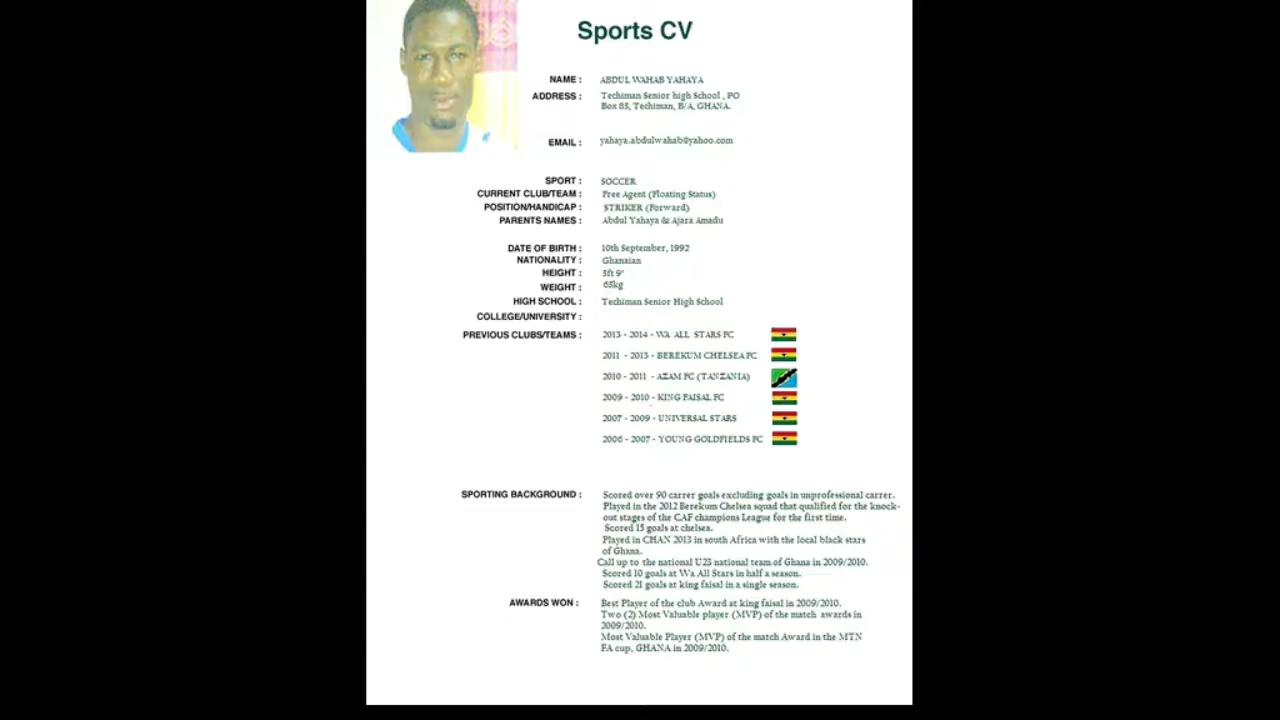 Sports CV
NAME : ABDUL WAHAB YAHAYA
ADDRESS : Techiman Senior high School , PO
Box 85, Techiman, B/A, GHANA.
EMAIL : yahaya.abdulwahab@yahoo.com
SPORT : SOCCER
CURRENT CLUB/TEAM : Free Agent (Floating Status)
POSITION/HANDICAP : STRIKER (Forward)
PARENTS NAMES : Abdul Yahaya & Ajara Amadu
DATE OF BIRTH : 10th September, 1992
NATIONALITY : Ghanaian
HEIGHT : 5ft 9"
WEIGHT : 65kg
HIGH SCHOOL : Techiman Senior High School
COLLEGE/UNIVERSITY :
PREVIOUS CLUBS/TEAMS : 2013 - 2014 - WA ALL STARS FC
2011 - 2013 - BEREKUM CHELSEA FC
2010 - 2011 - AZAM FC (TANZANIA)
2009 - 2010 - KING FAISAL FC
2007 - 2009 - UNIVERSAL STARS
2006 - 2007 - YOUNG GOLDFIELDS FC
SPORTING BACKGROUND : Scored over 90 carrer goals excluding goals in unprofessional carrer.
Played in the 2012 Berekum Chelsea squad that qualified for the knock-
out stages of the CAF champions League for the first time.
Scored 15 goals at chelsea.
Played in CHAN 2013 in south Africa with the local black stars
of Ghana.
Call up to the national U23 national team of Ghana in 2009/2010.
Scored 10 goals at Wa All Stars in half a season.
Scored 21 goals at king faisal in a single season.
AWARDS WON : Best Player of the club Award at king faisal in 2009/2010.
Two (2) Most Valuable player (MVP) of the match awards in
2009/2010.
Most Valuable Player (MVP) of the match Award in the MTN
FA cup, GHANA in 2009/2010.